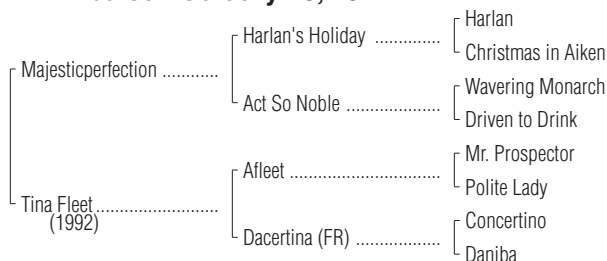 Harlan
Harlan's Holiday ..............
Christmas in Aiken
Majesticperfection ...........
Wavering Monarch
Act So Noble ....................
Driven to Drink
Mr. Prospector
Afleet ................................
Polite Lady
Tina Fleet..........................
(1992)
Concertino
Dacertina (FR) ..................
Daniba